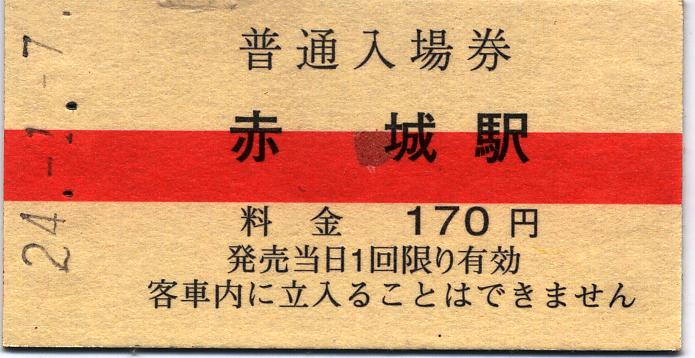 普通入場券
赤城駅
料金 170円
発売当日1回限り有効
客車内に立入ることはできません
24.-1.-7.